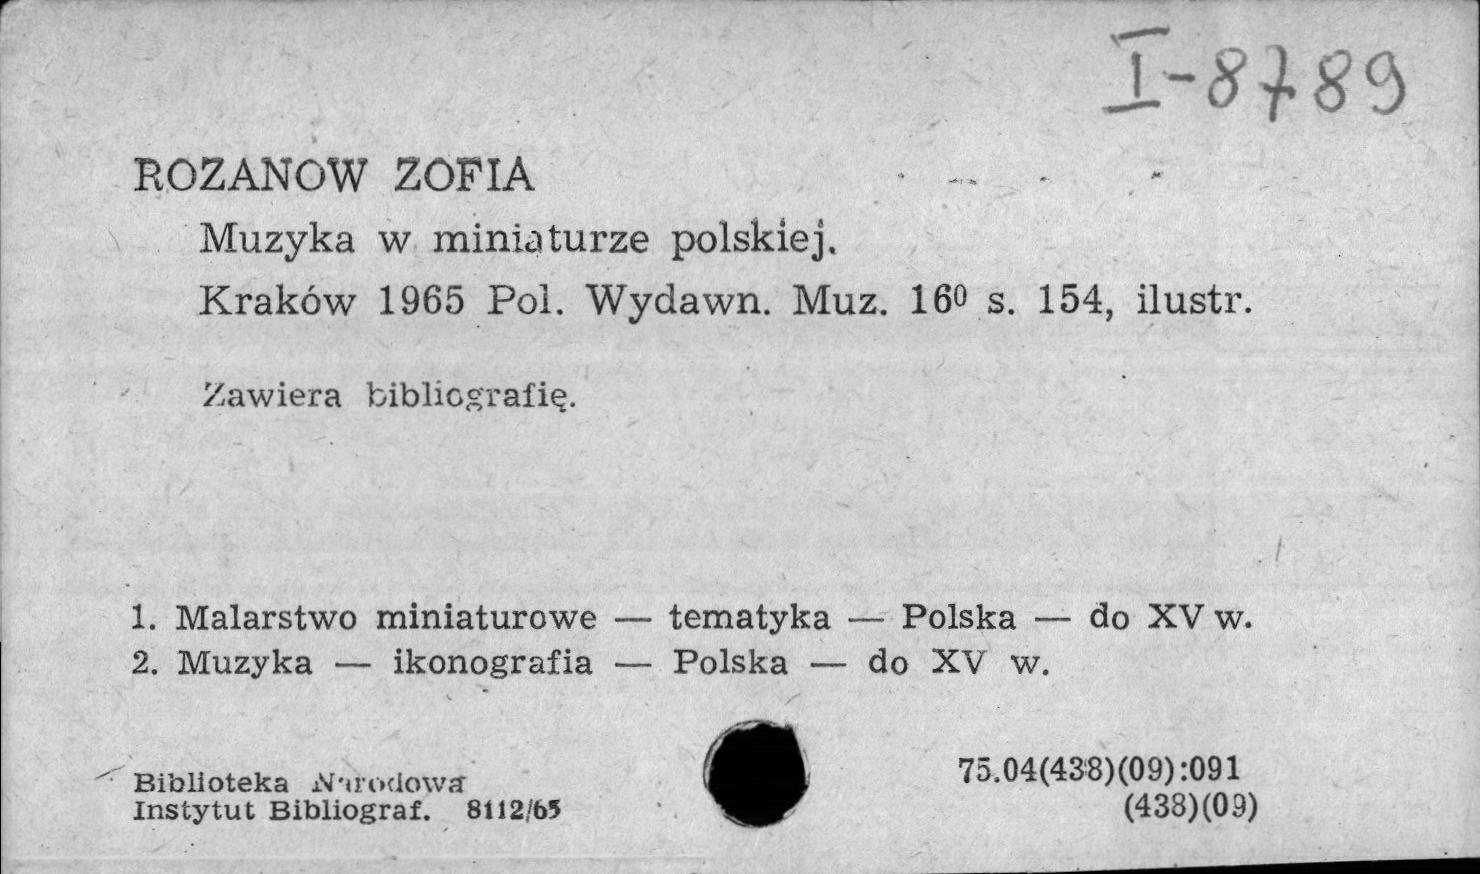 I-8789
ROZANOW ZOFIA
Muzyka w miniaturze polskiej.
Kraków 1965 Pol. Wydawn. Muz. 16⁰ s. 154, ilustr.
Zawiera bibliografię.
1. Malarstwo miniaturowe — tematyka — Polska — do XV w.
2. Muzyka — ikonografia — Polska — do XV w.
Biblioteka Narodowa
Instytut Bibliograf. 8112/65
75.04(438)(09):091
(438)(09)